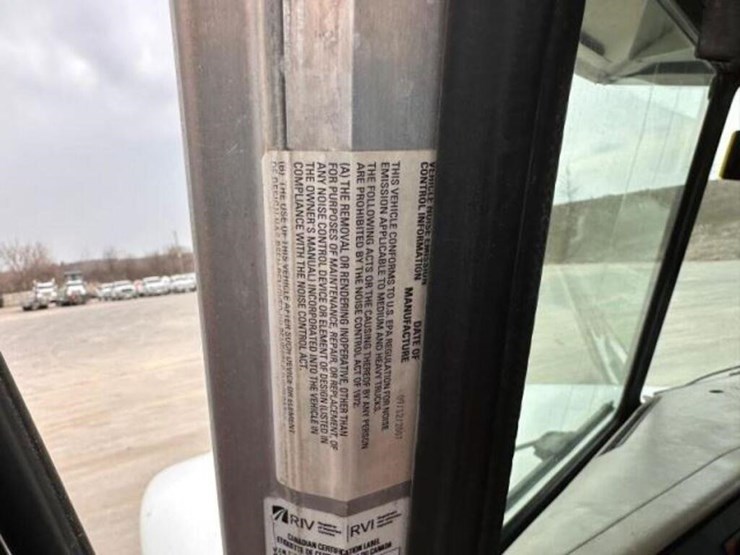 VEHICLE NOISE EMISSION
CONTROL INFORMATION
DATE OF
MANUFACTURE
THIS VEHICLE CONFORMS TO U.S. EPA REGULATION FOR NOISE
EMISSION APPLICABLE TO MEDIUM AND HEAVY TRUCKS.
THE FOLLOWING ACTS OR THE CAUSING THEREOF BY ANY PERSON
ARE PROHIBITED BY THE NOISE CONTROL ACT OF 1972:
(A) THE REMOVAL OR RENDERING INOPERATIVE, OTHER THAN
FOR PURPOSES OF MAINTENANCE, REPAIR, OR REPLACEMENT, OF
ANY NOISE CONTROL DEVICE OR ELEMENT OF DESIGN (LISTED IN
THE OWNER'S MANUAL) INCORPORATED INTO THE VEHICLE IN
COMPLIANCE WITH THE NOISE CONTROL ACT.
(B) THE USE OF THIS VEHICLE AFTER SUCH DEVICE OR ELEMENT
RIV
RVI
CANADIAN CERTIFICATION LABEL